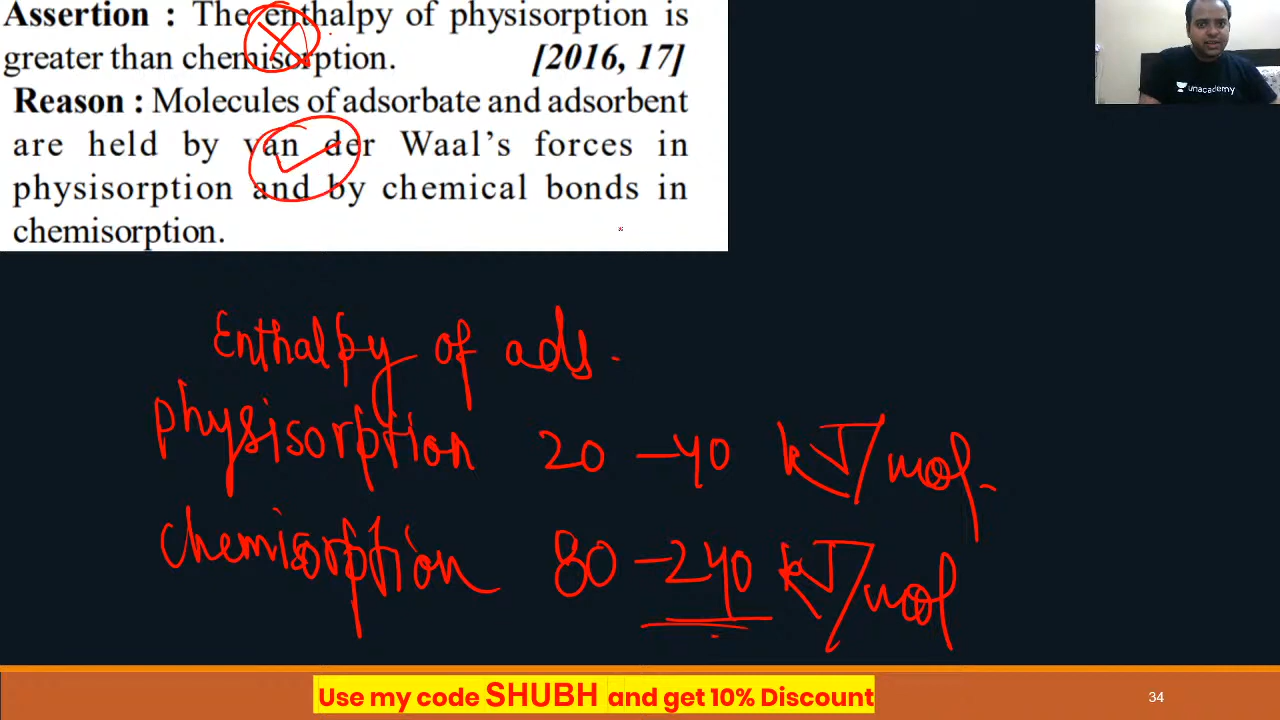 Assertion : The enthalpy of physisorption is
greater than chemisorption. [2016, 17]
Reason : Molecules of adsorbate and adsorbent
are held by van der Waal's forces in
physisorption and by chemical bonds in
chemisorption.
unacademy
Enthalpy of ads.
physisorption 20-40 kJ/mol.
chemisorption 80-240 kJ/mol
Use my code SHUBH and get 10% Discount
34